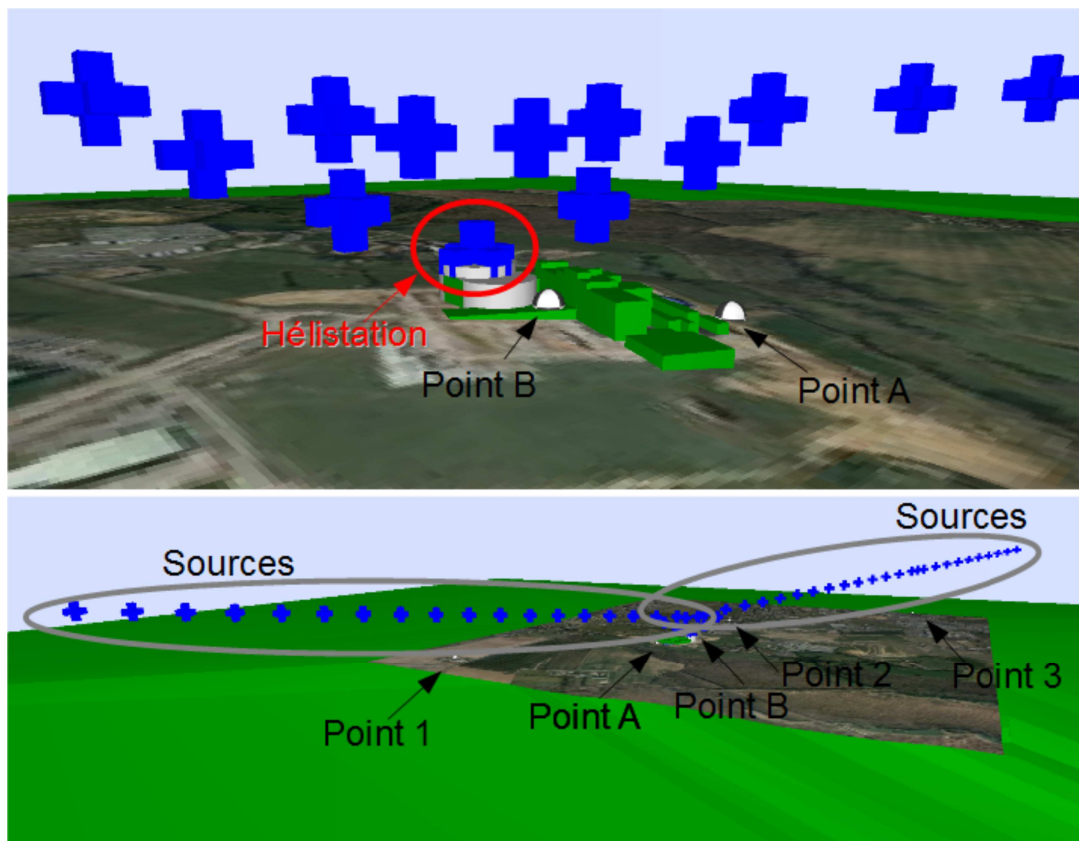 Hélistation
Point B
Point A
Sources
Sources
Point 1
Point A
Point B
Point 2
Point 3